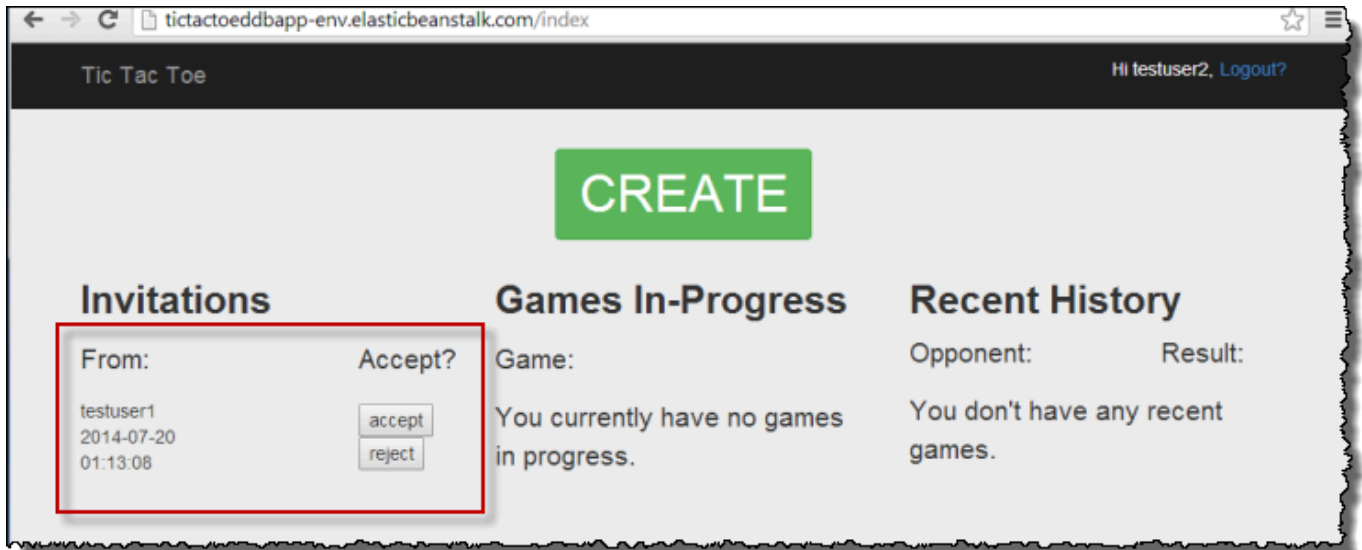 tictactoeddbapp-env.elasticbeanstalk.com/index
Tic Tac Toe
Hi testuser2, Logout?
CREATE
Invitations
From: Accept?
testuser1
2014-07-20
01:13:08
accept
reject
Games In-Progress
Game:
You currently have no games
in progress.
Recent History
Opponent: Result:
You don't have any recent
games.